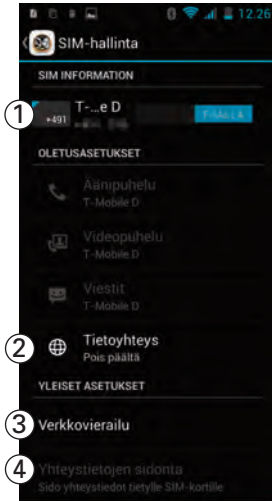 12.26
SIM-hallinta
SIM INFORMATION
1
T-...e D
+491
OLETUSASETUKSET
Äänipuhelu
T-Mobile D
Videopuhelu
T-Mobile D
Viestit
T-Mobile D
2
Tietoyhteys
Pois päältä
YLEISET ASETUKSET
3
Verkkovierailu
4
Yhteystietojen sidonta
Sido yhteystiedot tietylle SIM-kortille